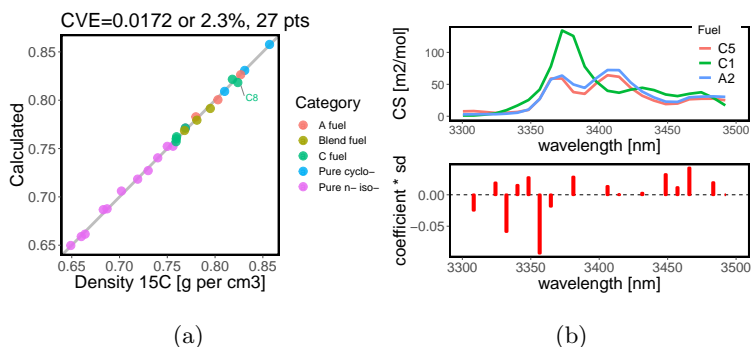 CVE=0.0172 or 2.3%, 27 pts
0.85
0.80
0.75
0.70
0.65
Calculated
C8
0.65 0.70 0.75 0.80 0.85
Density 15C [g per cm3]
Category
A fuel
Blend fuel
C fuel
Pure cyclo−
Pure n− iso−
(a)
CS [m2/mol]
100
50
0
Fuel
C5
C1
A2
3300 3350 3400 3450 3500
wavelength [nm]
coefficient * sd
0.00
−0.05
3300 3350 3400 3450 3500
wavelength [nm]
(b)